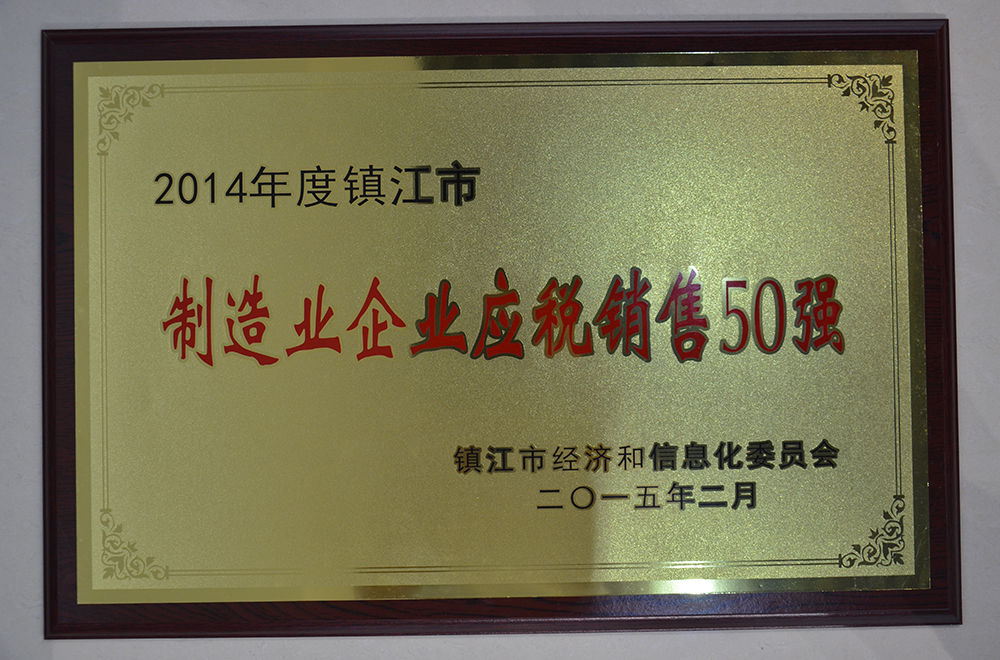 2014年度镇江市
制造业企业应税销售50强
镇江市经济和信息化委员会
二〇一五年二月